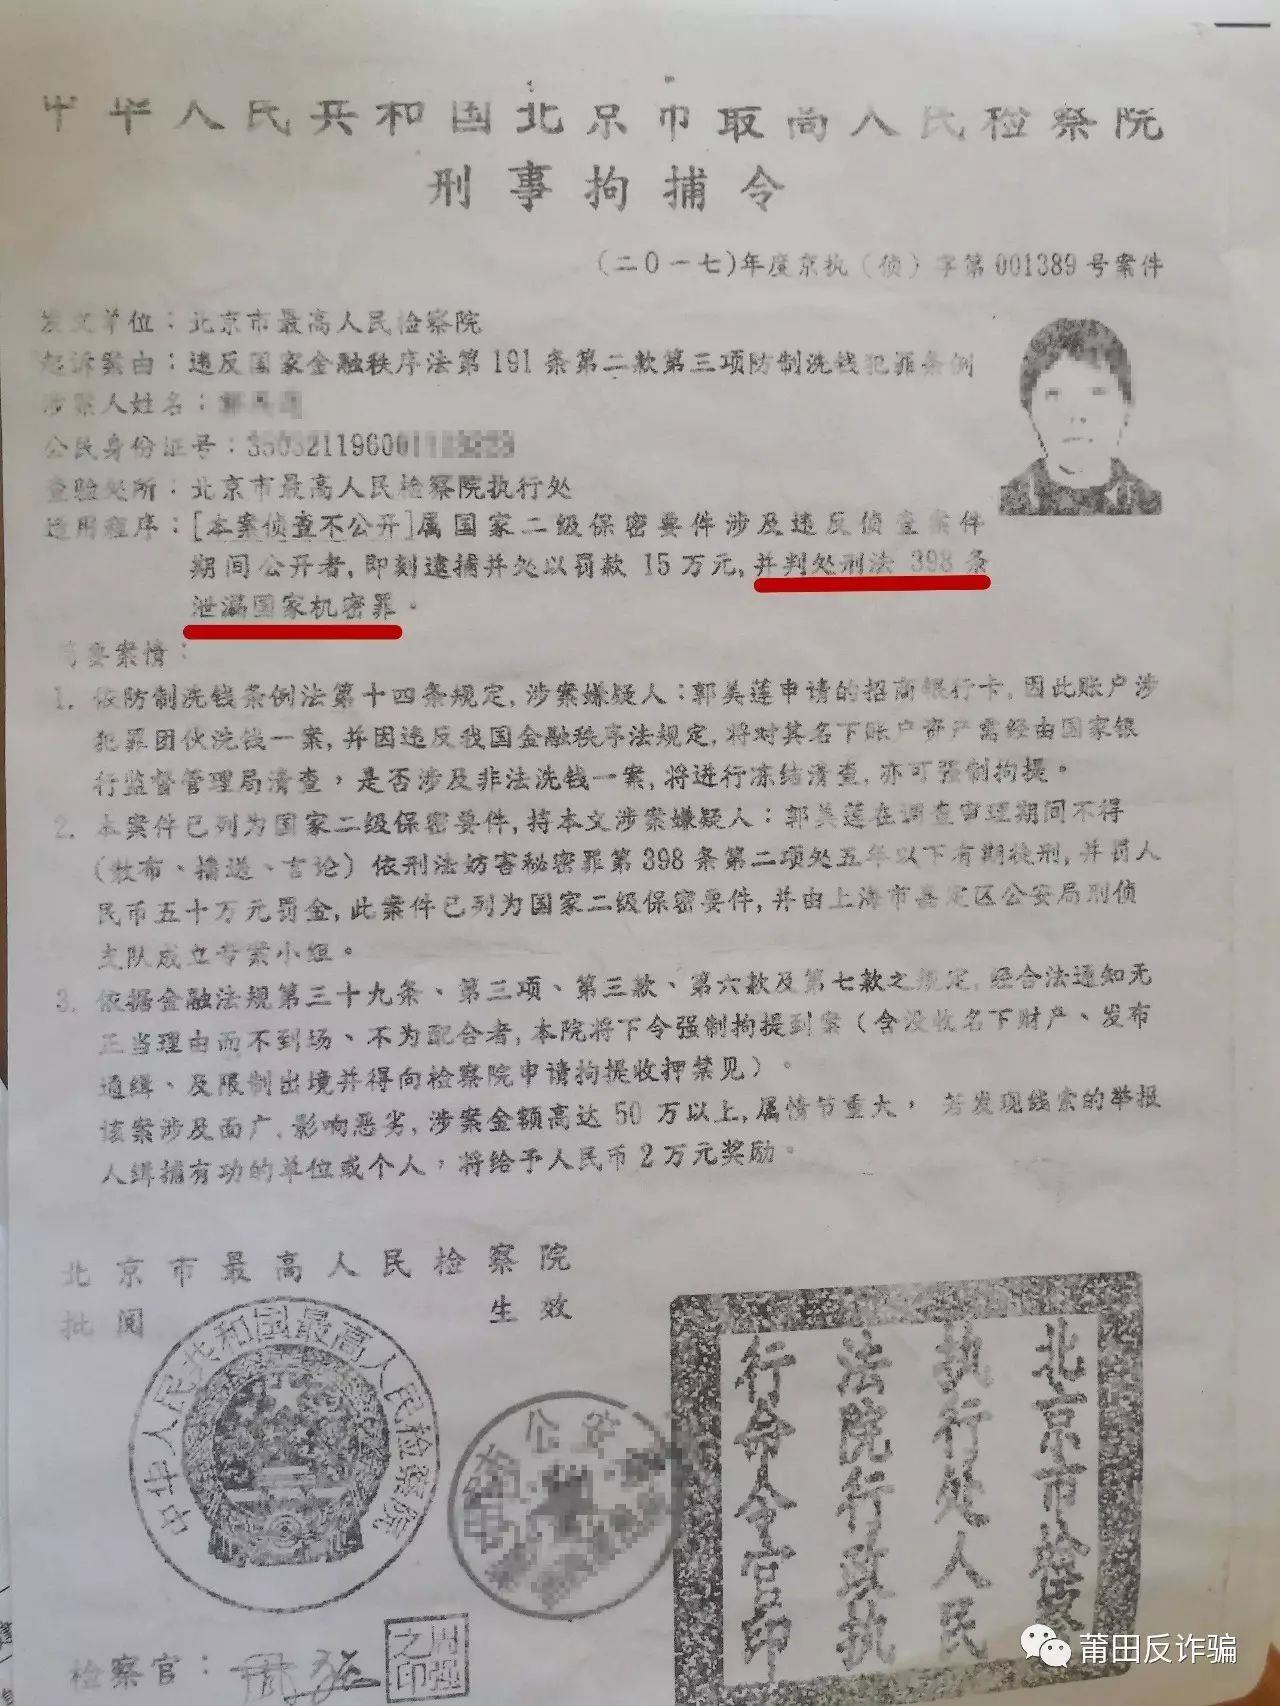 中华人民共和国北京市最高人民检察院
刑事拘捕令
(二〇一七)年度京执(侦)字第001389号案件
发文单位：北京市最高人民检察院
起诉案由：违反国家金融秩序法第191条第二款第三项防制洗钱犯罪条例
涉案人姓名：郭
公民身份证号：35032119600
查验处所：北京市最高人民检察院执行处
适用程序：[本案侦查不公开]属国家二级保密要件涉及违反侦查案件
期间公开者,即刻逮捕并处以罚款15万元,并判处刑法398条
泄漏国家机密罪。
简要案情：
1. 依防制洗钱条例法第十四条规定,涉案嫌疑人：郭美莲申请的招商银行卡,因此账户涉
犯罪团伙洗钱一案,并因违反我国金融秩序法规定,将对其名下账户资产需经由国家银
行监督管理局清查，是否涉及非法洗钱一案,将进行冻结清查,亦可强制拘提。
2. 本案件已列为国家二级保密要件,持本文涉案嫌疑人：郭美莲在调查审理期间不得
(散布、播送、言论)依刑法妨害秘密罪第398条第二项处五年以下有期徒刑,并罚人
民币五十万元罚金,此案件已列为国家二级保密要件,并由上海市嘉定区公安局刑侦
支队成立专案小组。
3. 依据金融法规第三十九条、第三项、第三款、第六款及第七款之规定,经合法通知无
正当理由而不到场、不为配合者,本院将下令强制拘提到案(含没收名下财产、发布
通缉、及限制出境并得向检察院申请拘提收押禁见)。
该案涉及面广,影响恶劣,涉案金额高达50万以上,属情节重大，若发现线索的举报
人缉捕有功的单位或个人，将给予人民币2万元奖励。
北京市最高人民检察院
批阅 生效
中华人民共和国最高人民检察院
公安
北京市检察
执行处人民
法院行政执
行命令官印
检察官：
周强之印
莆田反诈骗